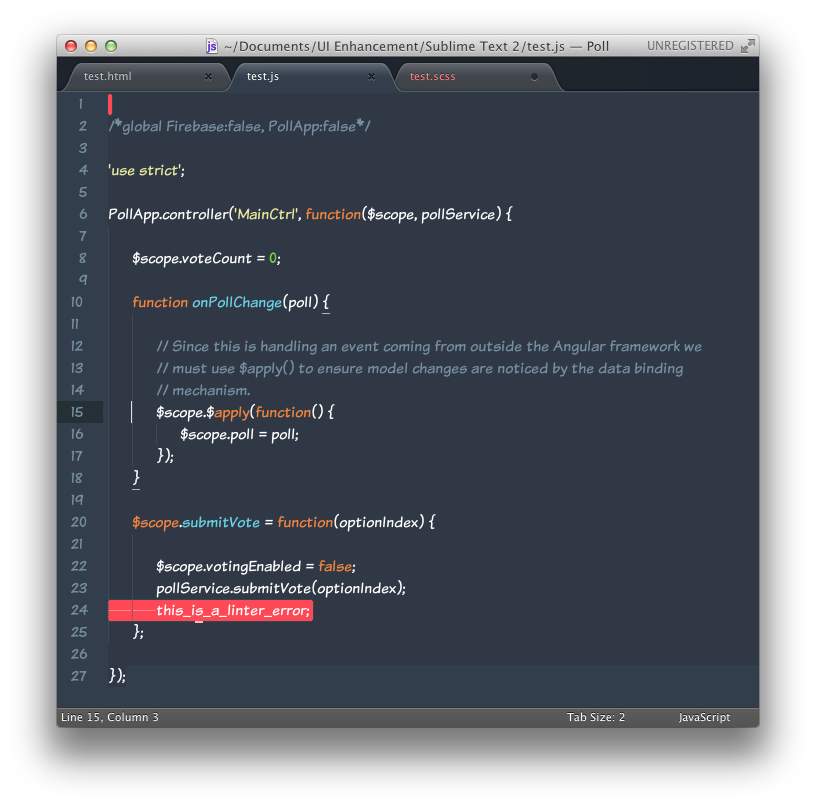 js ~/Documents/UI Enhancement/Sublime Text 2/test.js — Poll UNREGISTERED
test.html × test.js × test.scss
1
2 /*global Firebase:false, PollApp:false*/
3
4 'use strict';
5
6 PollApp.controller('MainCtrl', function($scope, pollService) {
7
8 $scope.voteCount = 0;
9
10 function onPollChange(poll) {
11
12 // Since this is handling an event coming from outside the Angular framework we
13 // must use $apply() to ensure model changes are noticed by the data binding
14 // mechanism.
15 $scope.$apply(function() {
16 $scope.poll = poll;
17 });
18 }
19
20 $scope.submitVote = function(optionIndex) {
21
22 $scope.votingEnabled = false;
23 pollService.submitVote(optionIndex);
24 this_is_a_linter_error;
25 };
26
27 });
Line 15, Column 3 Tab Size: 2 JavaScript